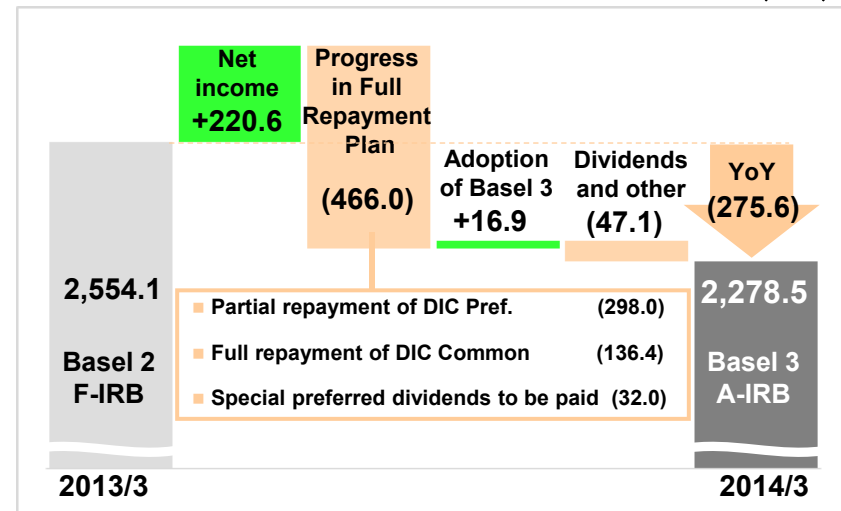 Net
income
+220.6
Progress
in Full
Repayment
Plan
(466.0)
Adoption
of Basel 3
+16.9
Dividends
and other
(47.1)
YoY
(275.6)
2,554.1
Basel 2
F-IRB
■ Partial repayment of DIC Pref. (298.0)
■ Full repayment of DIC Common (136.4)
■ Special preferred dividends to be paid (32.0)
2,278.5
Basel 3
A-IRB
2013/3
2014/3